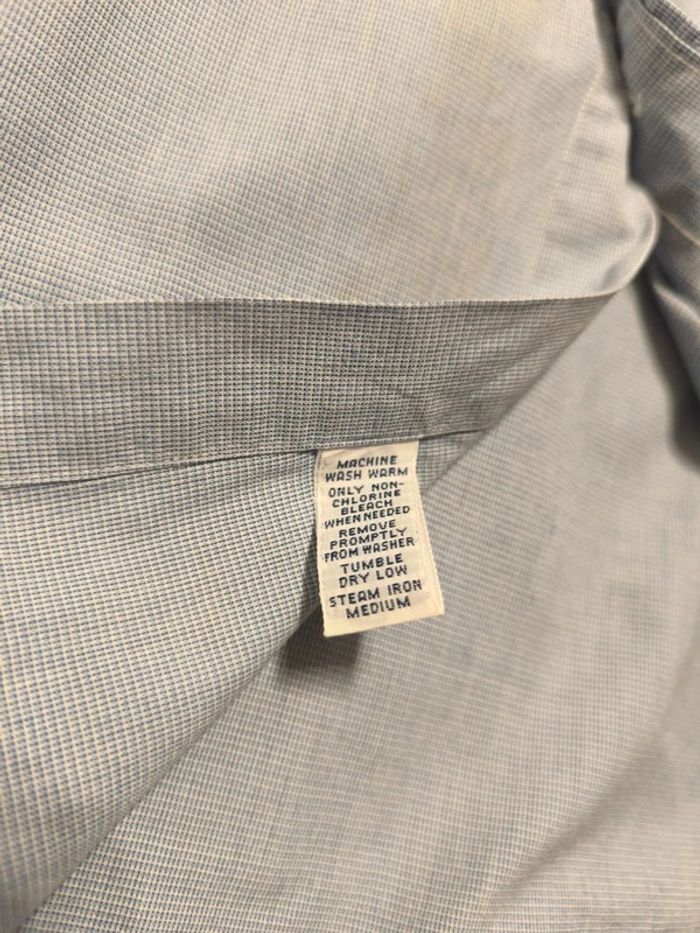 MACHINE
WASH WARM
ONLY NON-
CHLORINE
BLEACH
WHEN NEEDED
REMOVE
PROMPTLY
FROM WASHER
TUMBLE
DRY LOW
STEAM IRON
MEDIUM